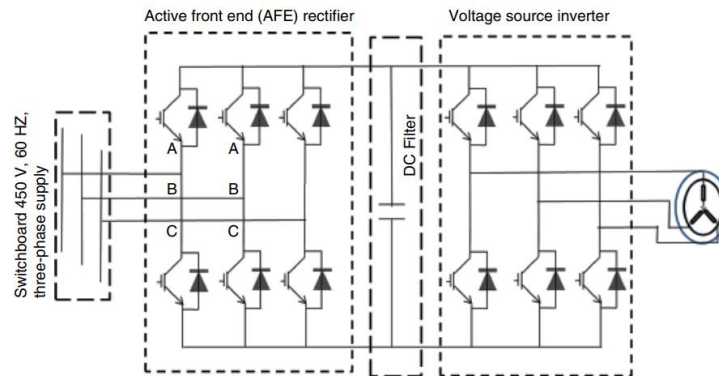 Active front end (AFE) rectifier
Voltage source inverter
Switchboard 450 V, 60 HZ,
three-phase supply
A A
B B
C C
DC Filter